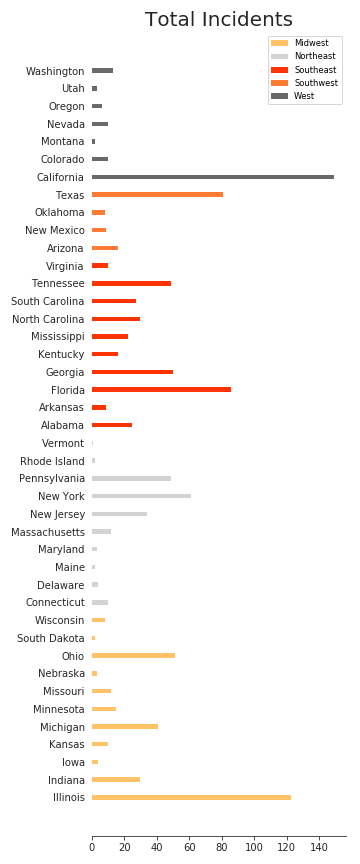 Total Incidents
Midwest
Northeast
Southeast
Southwest
West
Washington
Utah
Oregon
Nevada
Montana
Colorado
California
Texas
Oklahoma
New Mexico
Arizona
Virginia
Tennessee
South Carolina
North Carolina
Mississippi
Kentucky
Georgia
Florida
Arkansas
Alabama
Vermont
Rhode Island
Pennsylvania
New York
New Jersey
Massachusetts
Maryland
Maine
Delaware
Connecticut
Wisconsin
South Dakota
Ohio
Nebraska
Missouri
Minnesota
Michigan
Kansas
Iowa
Indiana
Illinois
0 20 40 60 80 100 120 140